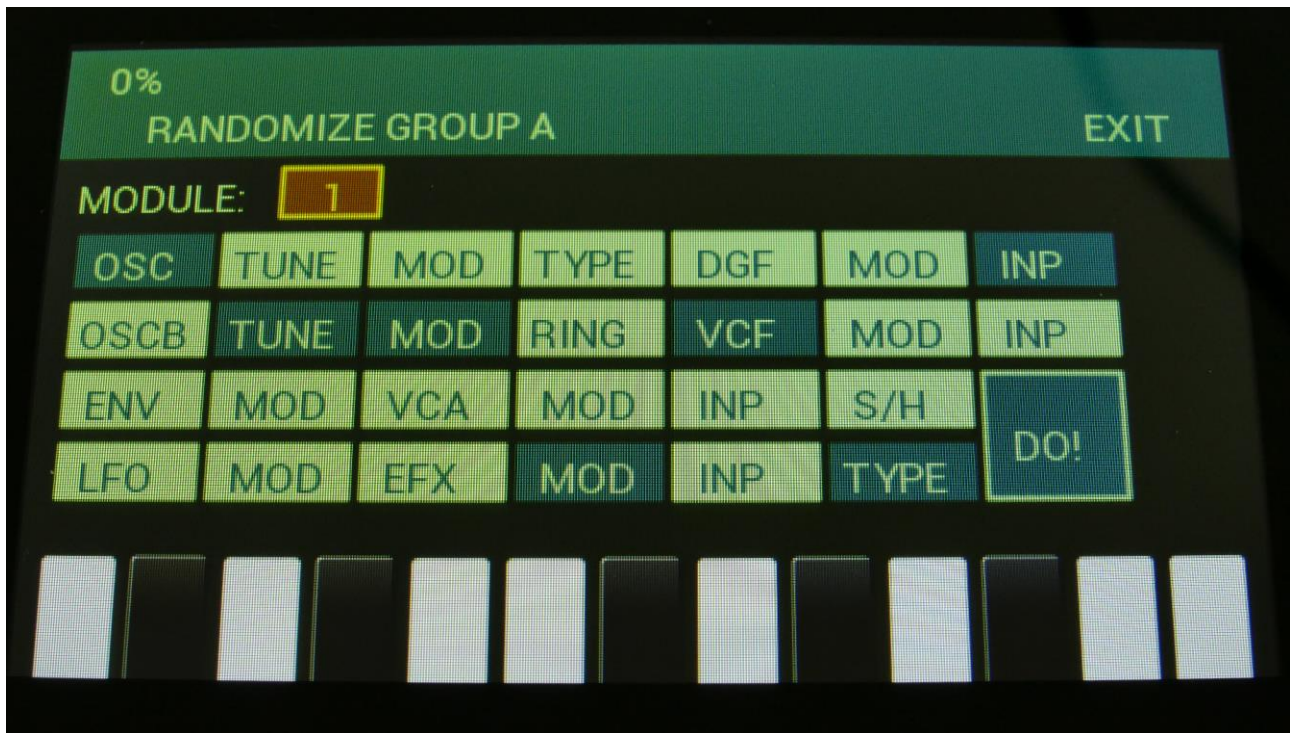 0%
RANDOMIZE GROUP A EXIT
MODULE: 1
OSC TUNE MOD TYPE DGF MOD INP
OSCB TUNE MOD RING VCF MOD INP
ENV MOD VCA MOD INP S/H
DO!
LFO MOD EFX MOD INP TYPE